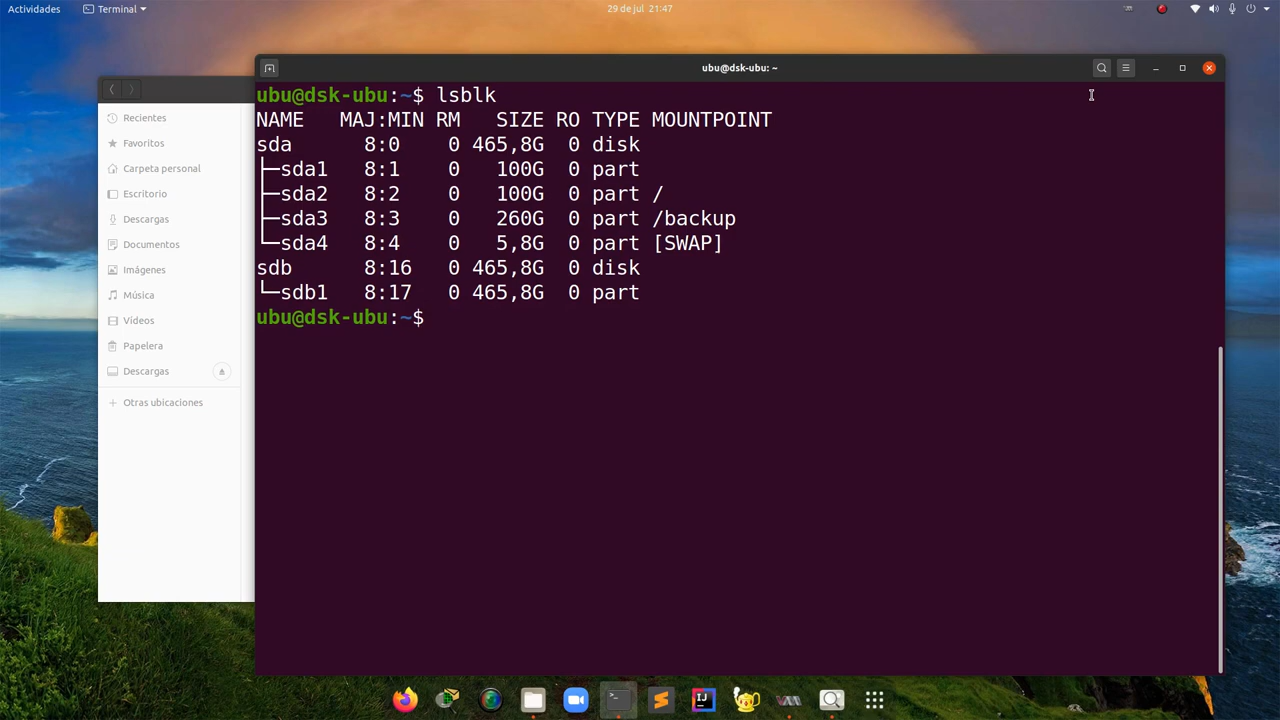 Actividades
Terminal
29 de jul 21:47
ubu@dsk-ubu: ~
Recientes
Favoritos
Carpeta personal
Escritorio
Descargas
Documentos
Imágenes
Música
Vídeos
Papelera
Descargas
Otras ubicaciones
ubu@dsk-ubu:~$ lsblk
NAME   MAJ:MIN RM   SIZE RO TYPE MOUNTPOINT
sda      8:0    0 465,8G  0 disk
├─sda1   8:1    0   100G  0 part
├─sda2   8:2    0   100G  0 part /
├─sda3   8:3    0   260G  0 part /backup
└─sda4   8:4    0   5,8G  0 part [SWAP]
sdb      8:16   0 465,8G  0 disk
└─sdb1   8:17   0 465,8G  0 part
ubu@dsk-ubu:~$
IJ